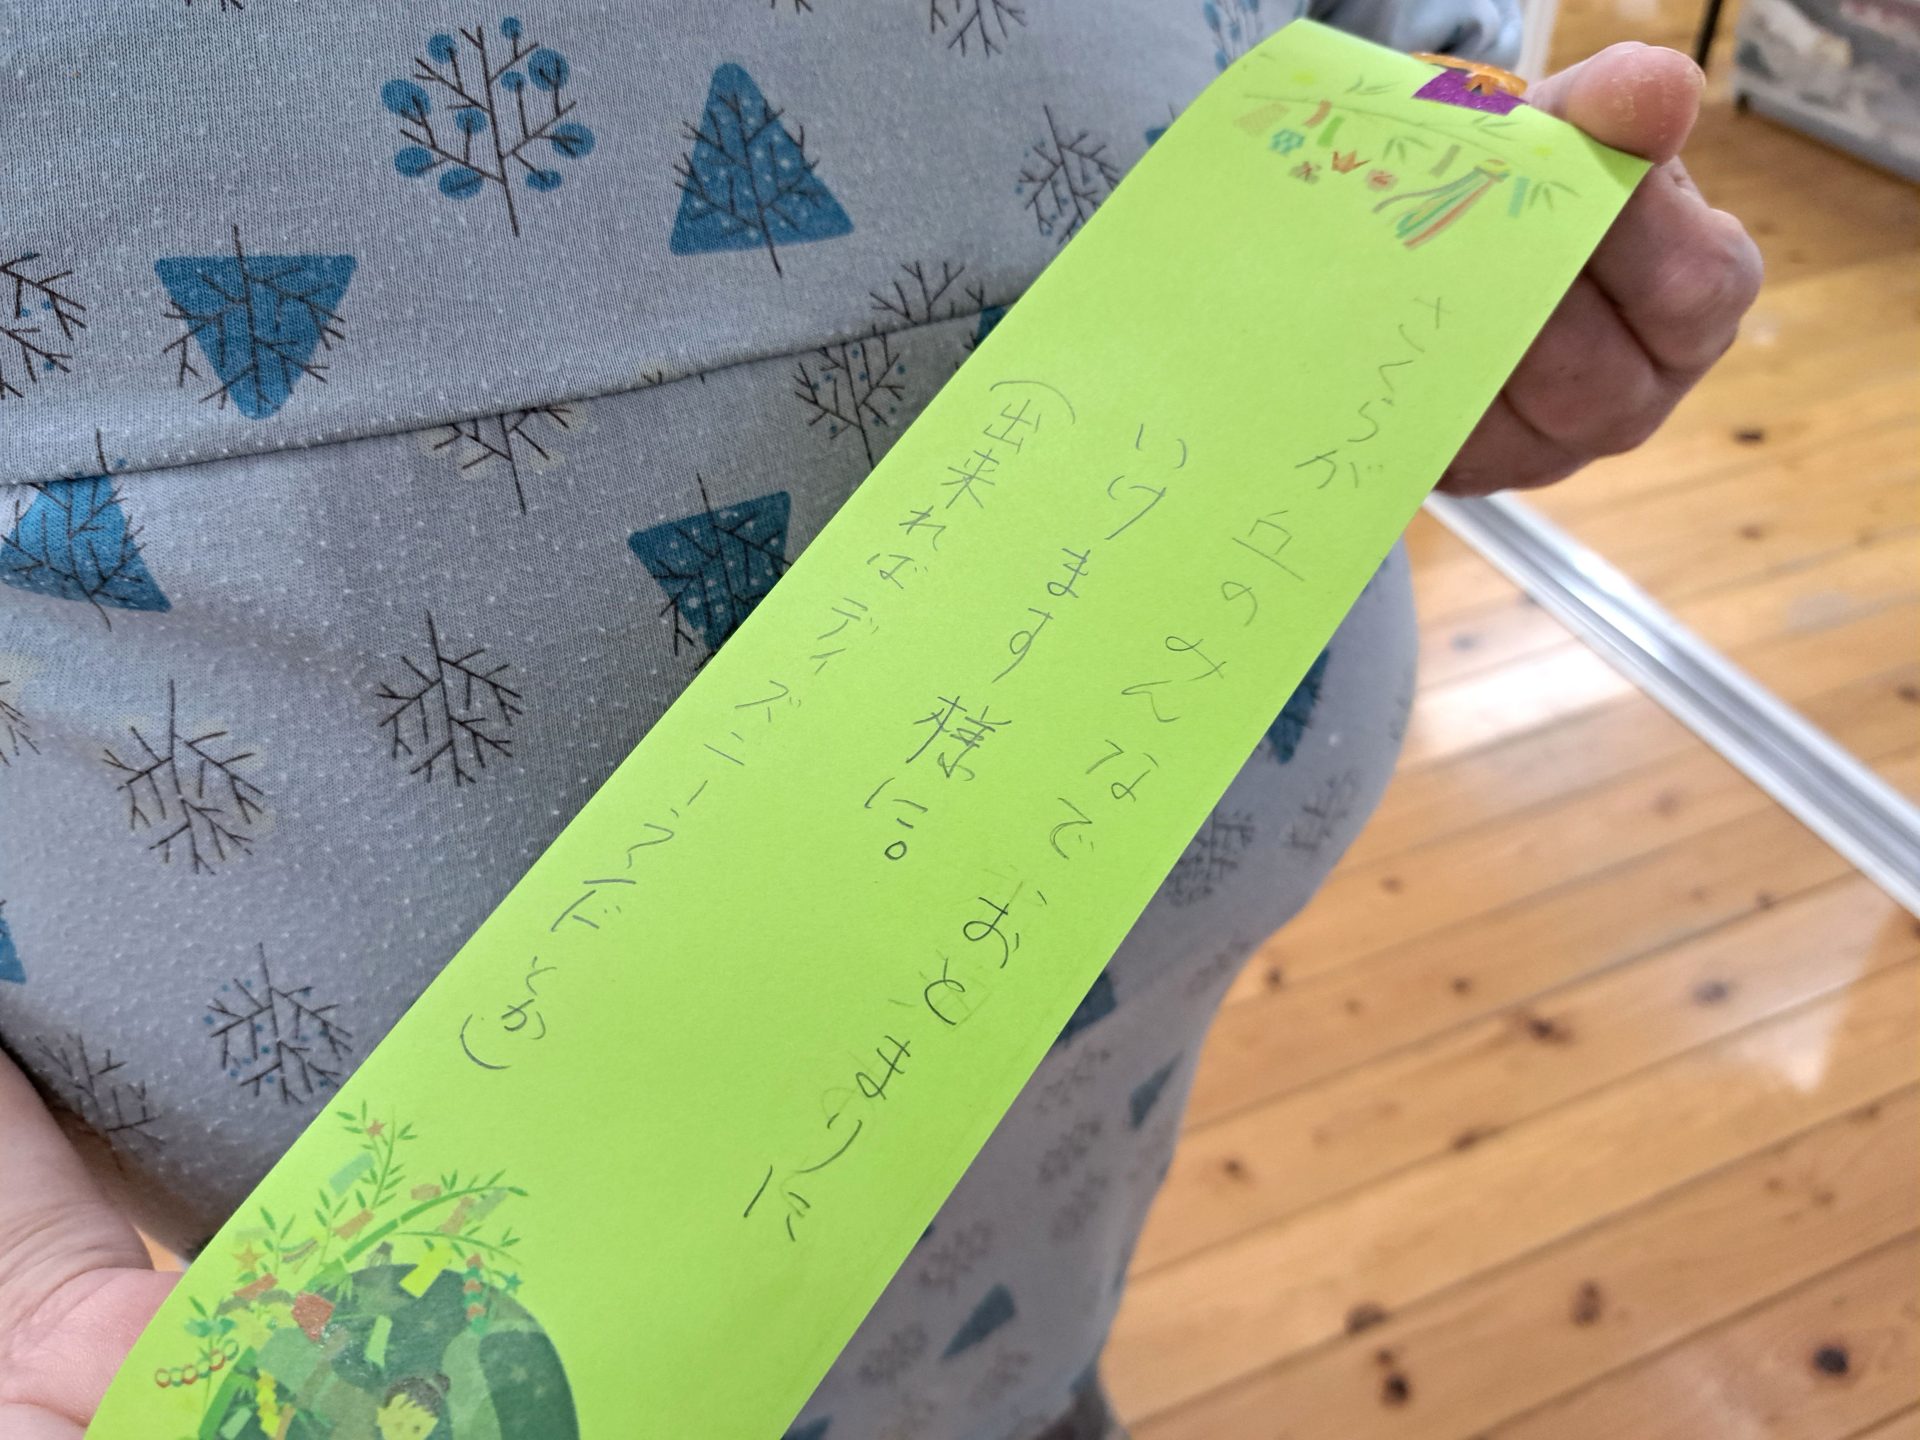 さくらが丘のみんなでおとまりに
いけます様に。
(出来ればディズニーランドとか)